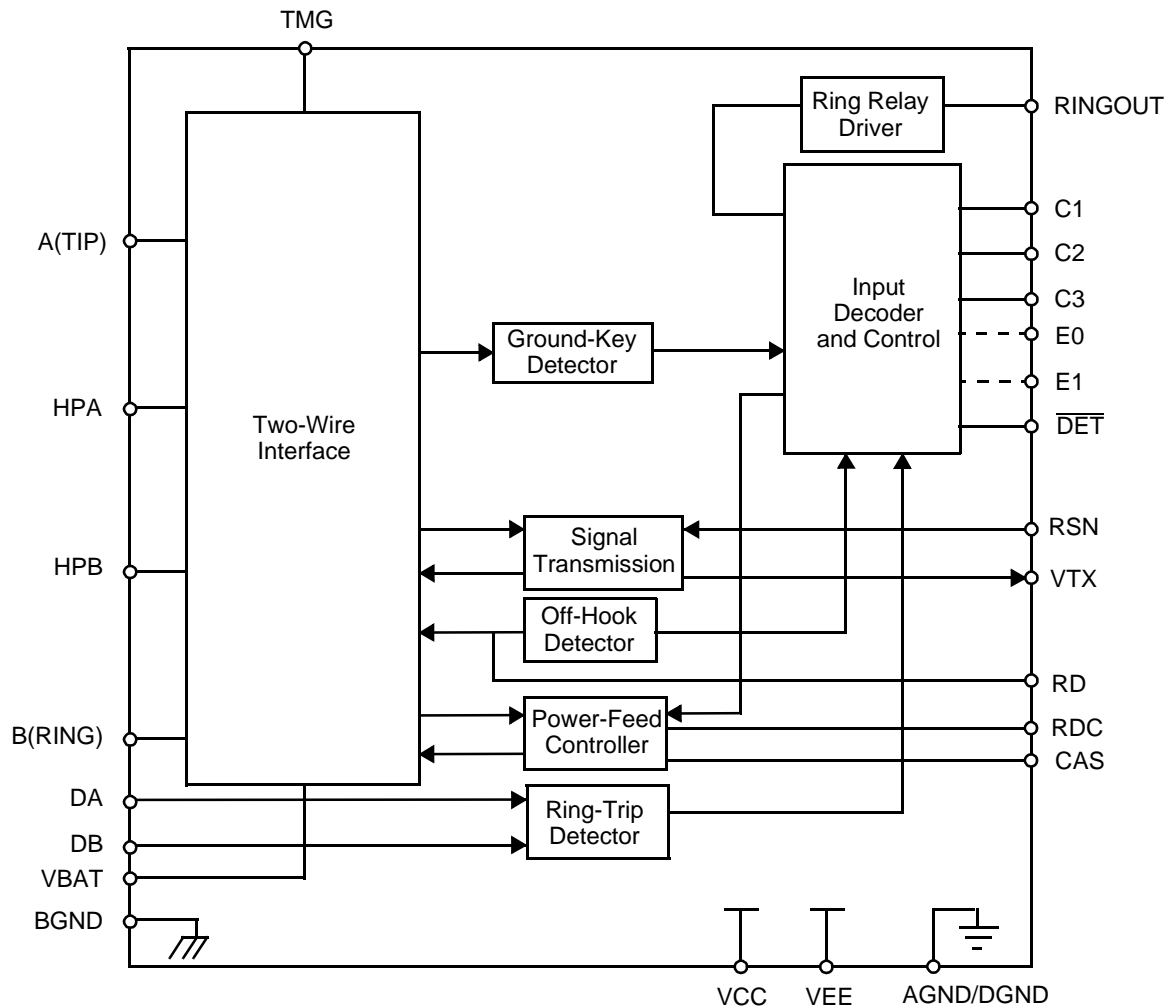 TMG
Ring Relay
Driver
RINGOUT
A(TIP)
HPA
HPB
B(RING)
DA
DB
VBAT
BGND
Two-Wire
Interface
Ground-Key
Detector
Signal
Transmission
Off-Hook
Detector
Power-Feed
Controller
Ring-Trip
Detector
Input
Decoder
and Control
C1
C2
C3
E0
E1
D̅E̅T̅
RSN
VTX
RD
RDC
CAS
VCC
VEE
AGND/DGND